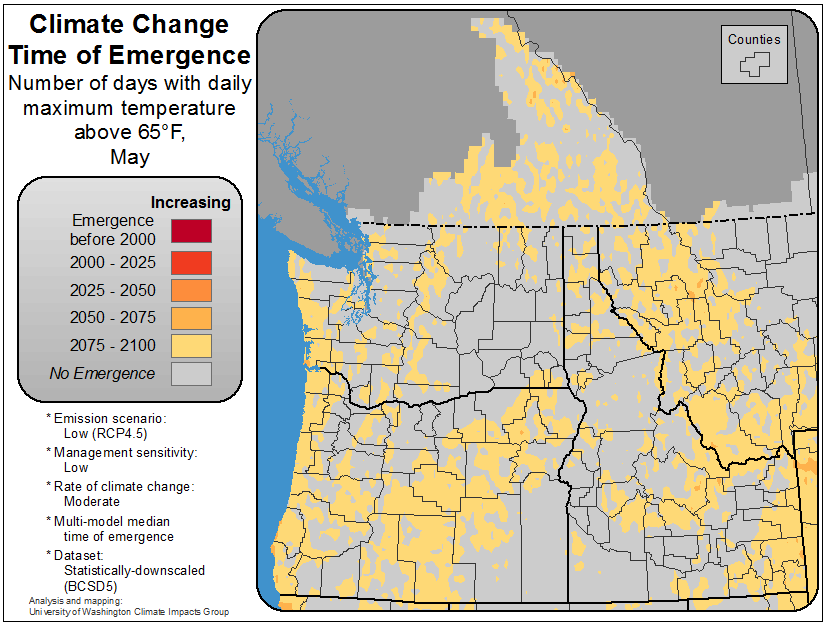 Climate Change
Time of Emergence
Number of days with daily
maximum temperature
above 65°F,
May
Increasing
Emergence
before 2000
2000 - 2025
2025 - 2050
2050 - 2075
2075 - 2100
No Emergence
* Emission scenario:
Low (RCP4.5)
* Management sensitivity:
Low
* Rate of climate change:
Moderate
* Multi-model median
time of emergence
* Dataset:
Statistically-downscaled
(BCSD5)
Analysis and mapping:
University of Washington Climate Impacts Group
Counties